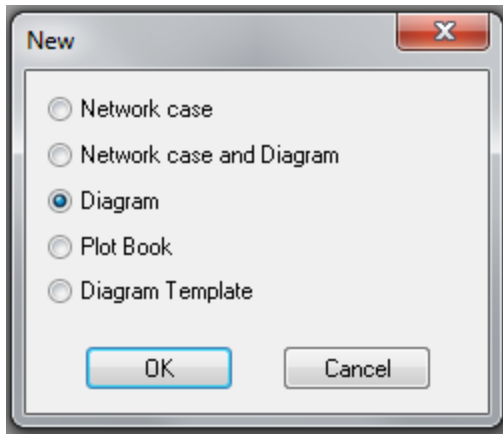 New
Network case
Network case and Diagram
Diagram
Plot Book
Diagram Template
OK Cancel